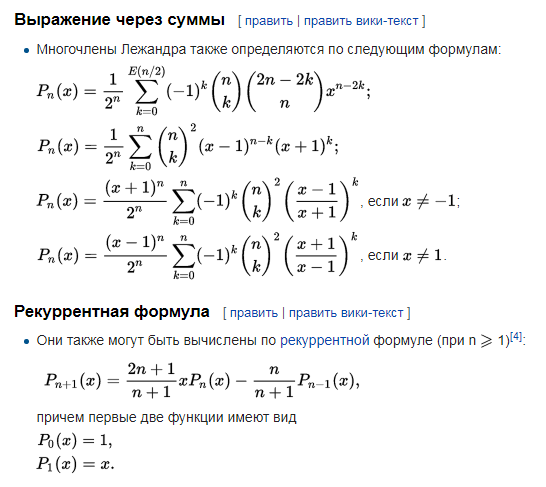 Выражение через суммы [ править | править вики-текст ]
• Многочлены Лежандра также определяются по следующим формулам:
$P_n(x) = \frac{1}{2^n} \sum_{k=0}^{E(n/2)} (-1)^k \binom{n}{k} \binom{2n-2k}{n} x^{n-2k};$
$P_n(x) = \frac{1}{2^n} \sum_{k=0}^{n} \binom{n}{k}^2 (x-1)^{n-k} (x+1)^k;$
$P_n(x) = \frac{(x+1)^n}{2^n} \sum_{k=0}^{n} (-1)^k \binom{n}{k}^2 \left(\frac{x-1}{x+1}\right)^k$, если $x \neq -1$;
$P_n(x) = \frac{(x-1)^n}{2^n} \sum_{k=0}^{n} (-1)^k \binom{n}{k}^2 \left(\frac{x+1}{x-1}\right)^k$, если $x \neq 1$.
Рекуррентная формула [ править | править вики-текст ]
• Они также могут быть вычислены по рекуррентной формуле (при n ⩾ 1)[4]:
$P_{n+1}(x) = \frac{2n+1}{n+1} x P_n(x) - \frac{n}{n+1} P_{n-1}(x),$
причем первые две функции имеют вид
$P_0(x) = 1,$
$P_1(x) = x.$